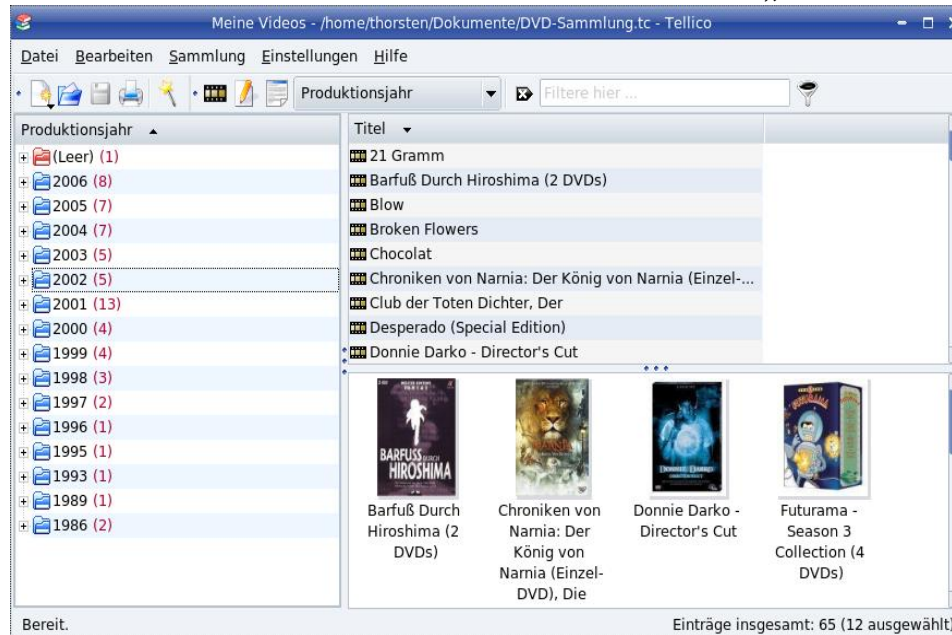 Meine Videos - /home/thorsten/Dokumente/DVD-Sammlung.tc - Tellico
Datei Bearbeiten Sammlung Einstellungen Hilfe
Produktionsjahr
Filtere hier ...
Produktionsjahr
(Leer) (1)
2006 (8)
2005 (7)
2004 (7)
2003 (5)
2002 (5)
2001 (13)
2000 (4)
1999 (4)
1998 (3)
1997 (2)
1996 (1)
1995 (1)
1993 (1)
1989 (1)
1986 (2)
Titel
21 Gramm
Barfuß Durch Hiroshima (2 DVDs)
Blow
Broken Flowers
Chocolat
Chroniken von Narnia: Der König von Narnia (Einzel-...
Club der Toten Dichter, Der
Desperado (Special Edition)
Donnie Darko - Director's Cut
BARFUSS DURCH
HIROSHIMA
NARNIA
DONNIE DARKO
FUTURAMA
Barfuß Durch
Hiroshima (2
DVDs)
Chroniken von
Narnia: Der
König von
Narnia (Einzel-
DVD), Die
Donnie Darko -
Director's Cut
Futurama -
Season 3
Collection (4
DVDs)
Bereit.
Einträge insgesamt: 65 (12 ausgewählt)